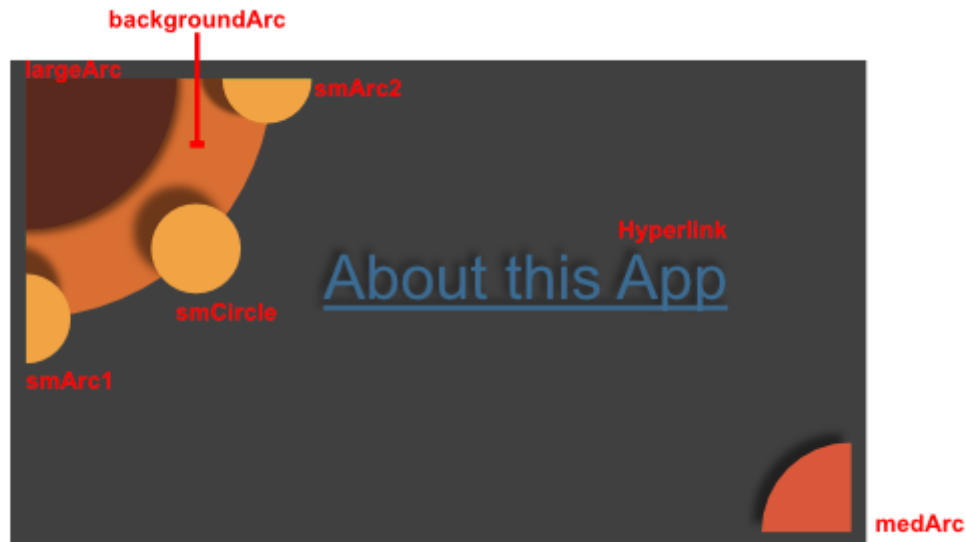 backgroundArc
largeArc
smArc2
Hyperlink
About this App
smCircle
smArc1
medArc